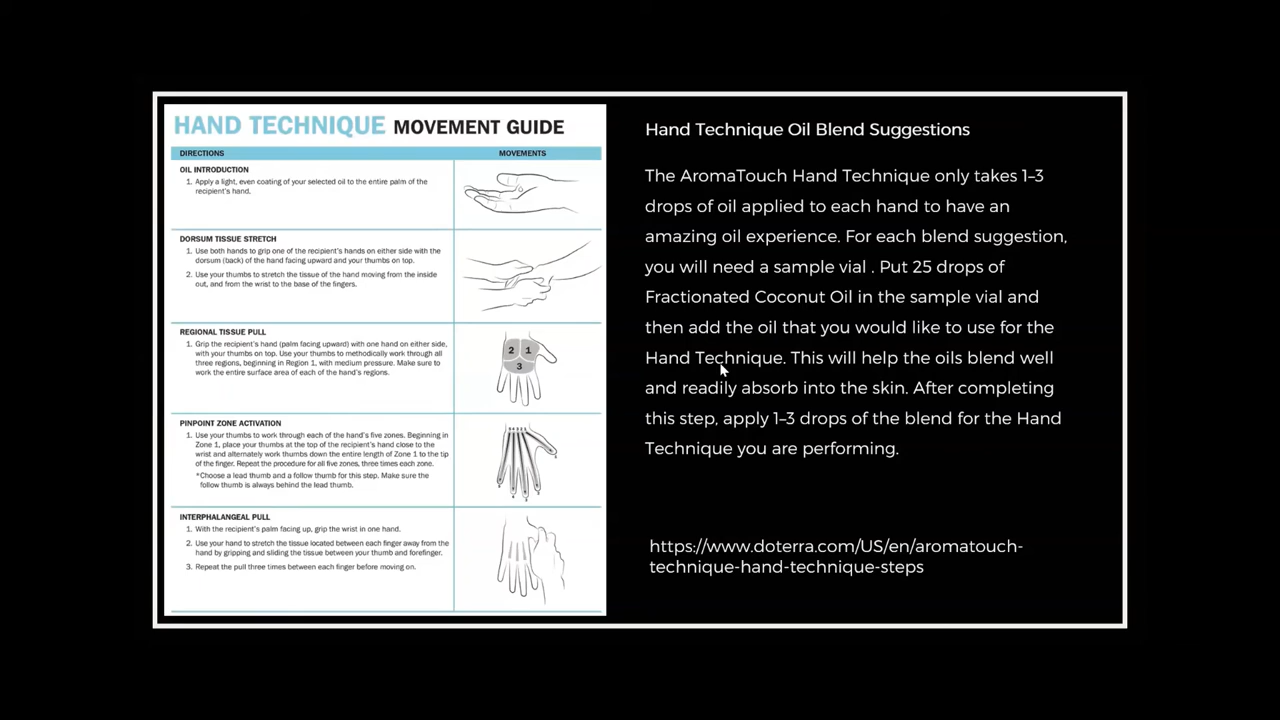 HAND TECHNIQUE MOVEMENT GUIDE
DIRECTIONS
MOVEMENTS
OIL INTRODUCTION
1. Apply a light, even coating of your selected oil to the entire palm of the
recipient's hand.
DORSUM TISSUE STRETCH
1. Use both hands to grip one of the recipient's hands on either side with the
dorsum (back) of the hand facing upward and your thumbs on top.
2. Use your thumbs to stretch the tissue of the hand moving from the inside
out, and from the wrist to the base of the fingers.
REGIONAL TISSUE PULL
1. Grip the recipient's hand (palm facing upward) with one hand on either side,
with your thumbs on top. Use your thumbs to methodically work through all
three regions, beginning in Region 1, with medium pressure. Make sure to
work the entire surface area of each of the hand's regions.
2 1
3
PINPOINT ZONE ACTIVATION
1. Use your thumbs to work through each of the hand's five zones. Beginning in
Zone 1, place your thumbs at the top of the recipient's hand close to the
wrist and alternately work thumbs down the entire length of Zone 1 to the tip
of the finger. Repeat the procedure for all five zones, three times each zone.
*Choose a lead thumb and a follow thumb for this step. Make sure the
follow thumb is always behind the lead thumb.
INTERPHALANGEAL PULL
1. With the recipient's palm facing up, grip the wrist in one hand.
2. Use your hand to stretch the tissue located between each finger away from the
hand by gripping and sliding the tissue between your thumb and forefinger.
3. Repeat the pull three times between each finger before moving on.
Hand Technique Oil Blend Suggestions
The AromaTouch Hand Technique only takes 1–3
drops of oil applied to each hand to have an
amazing oil experience. For each blend suggestion,
you will need a sample vial . Put 25 drops of
Fractionated Coconut Oil in the sample vial and
then add the oil that you would like to use for the
Hand Technique. This will help the oils blend well
and readily absorb into the skin. After completing
this step, apply 1–3 drops of the blend for the Hand
Technique you are performing.
https://www.doterra.com/US/en/aromatouch-
technique-hand-technique-steps